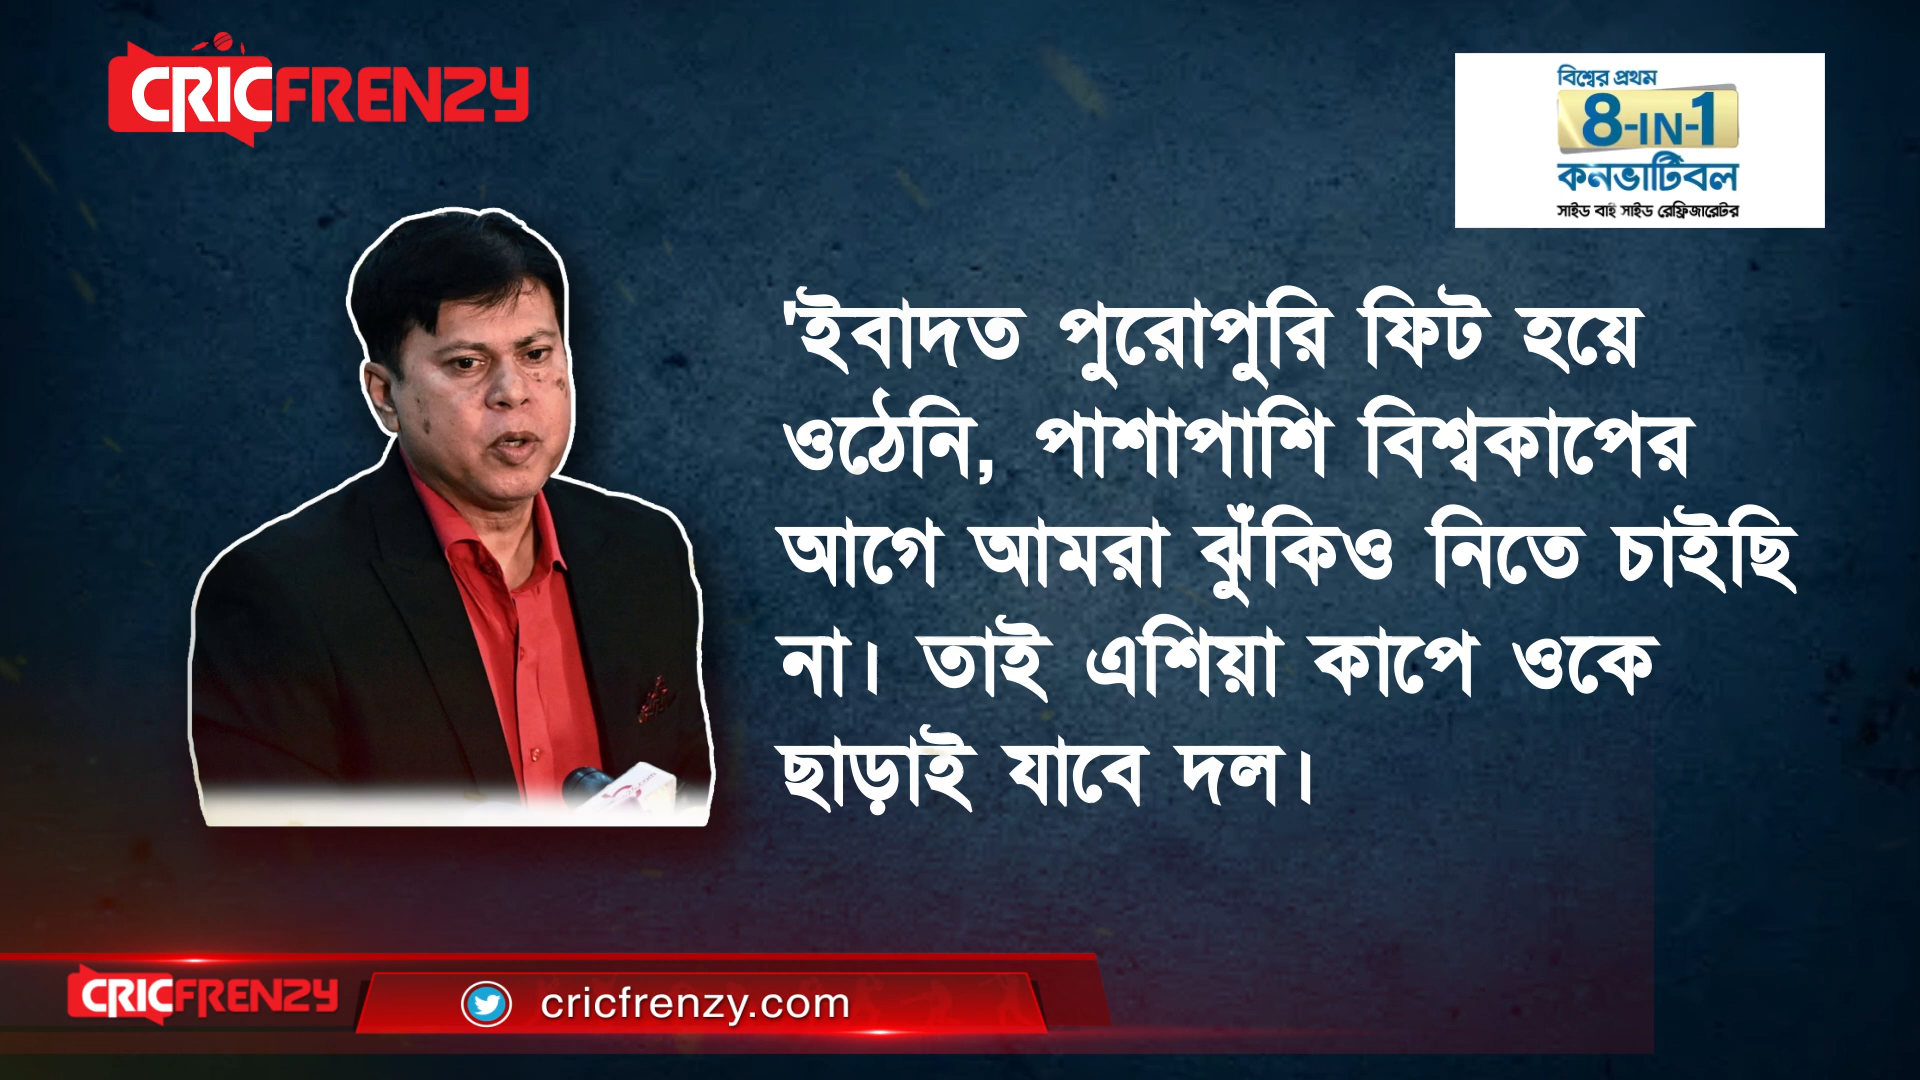 CRICFRENZY
বিশ্বের প্রথম
8-IN-1
কনভার্টিবল
সাইড বাই সাইড রেফ্রিজারেটর
'ইবাদত পুরোপুরি ফিট হয়ে
ওঠেনি, পাশাপাশি বিশ্বকাপের
আগে আমরা ঝুঁকিও নিতে চাইছি
না। তাই এশিয়া কাপে ওকে
ছাড়াই যাবে দল।
CRICFRENZY
cricfrenzy.com